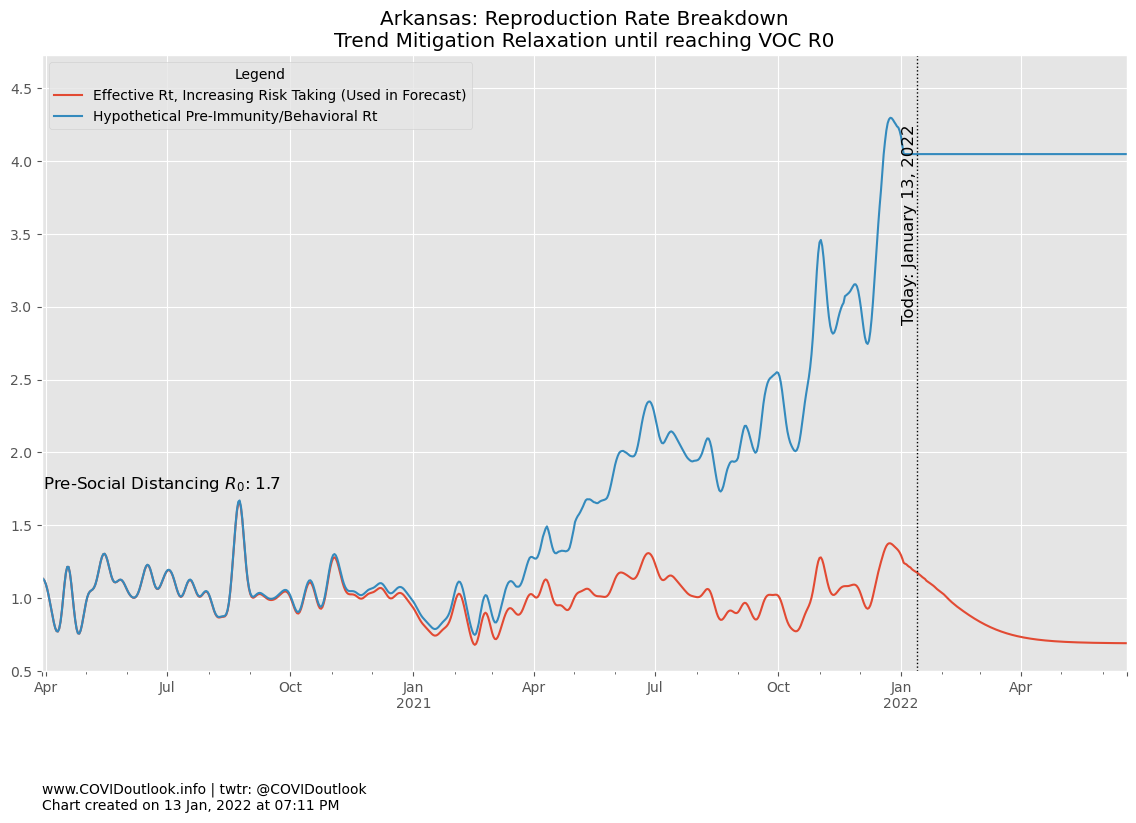 Arkansas: Reproduction Rate Breakdown
Trend Mitigation Relaxation until reaching VOC R0
Legend
Effective Rt, Increasing Risk Taking (Used in Forecast)
Hypothetical Pre-Immunity/Behavioral Rt
4.5
4.0
3.5
3.0
2.5
2.0
1.5
1.0
0.5
Pre-Social Distancing R0: 1.7
Today: January 13, 2022
Apr Jul Oct Jan Apr Jul Oct Jan Apr
2021 2022
www.COVIDoutlook.info | twtr: @COVIDoutlook
Chart created on 13 Jan, 2022 at 07:11 PM